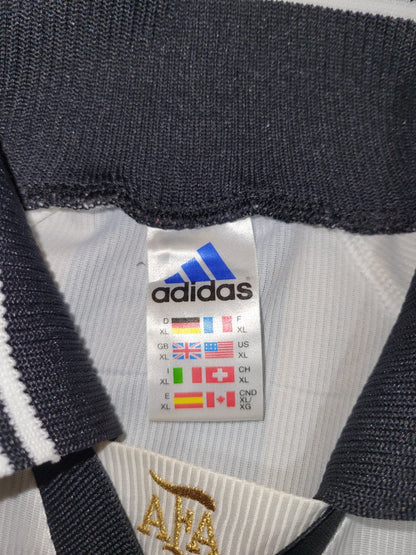 adidas
D F
XL XL
GB US
XL XL
I CH
XL XL
E CND
XL XL/
XG
AFA